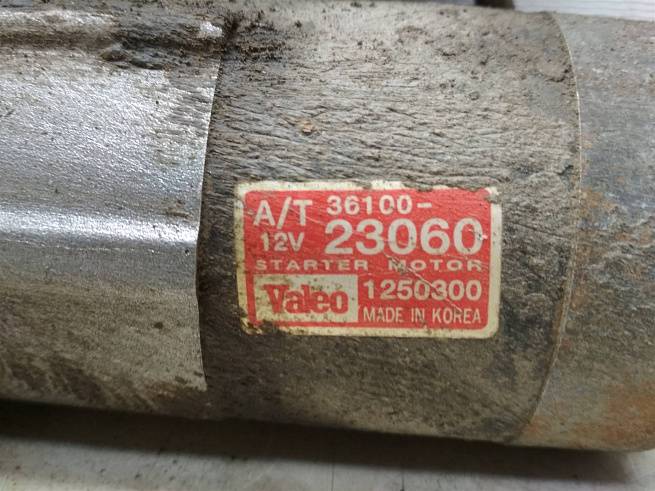 A/T 36100-
12V 23060
STARTER MOTOR
Valeo 1250300
MADE IN KOREA